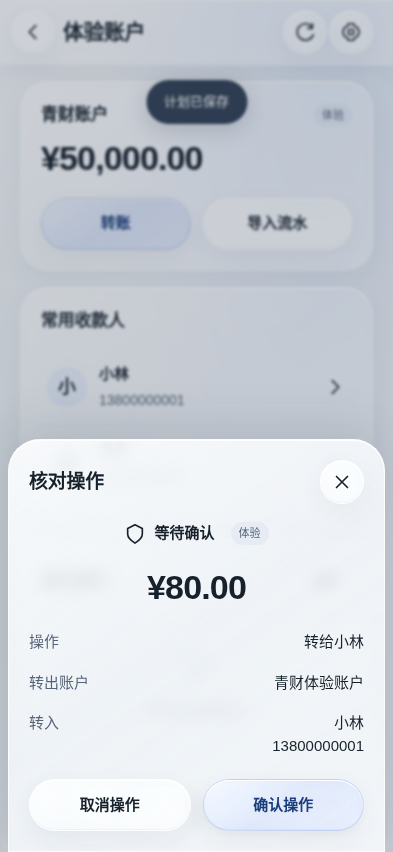 体验账户
计划已保存
青财账户
体验
¥50,000.00
转账
导入流水
常用收款人
小
小林
13800000001
核对操作
等待确认
体验
¥80.00
操作
转给小林
转出账户
青财体验账户
转入
小林
13800000001
取消操作
确认操作